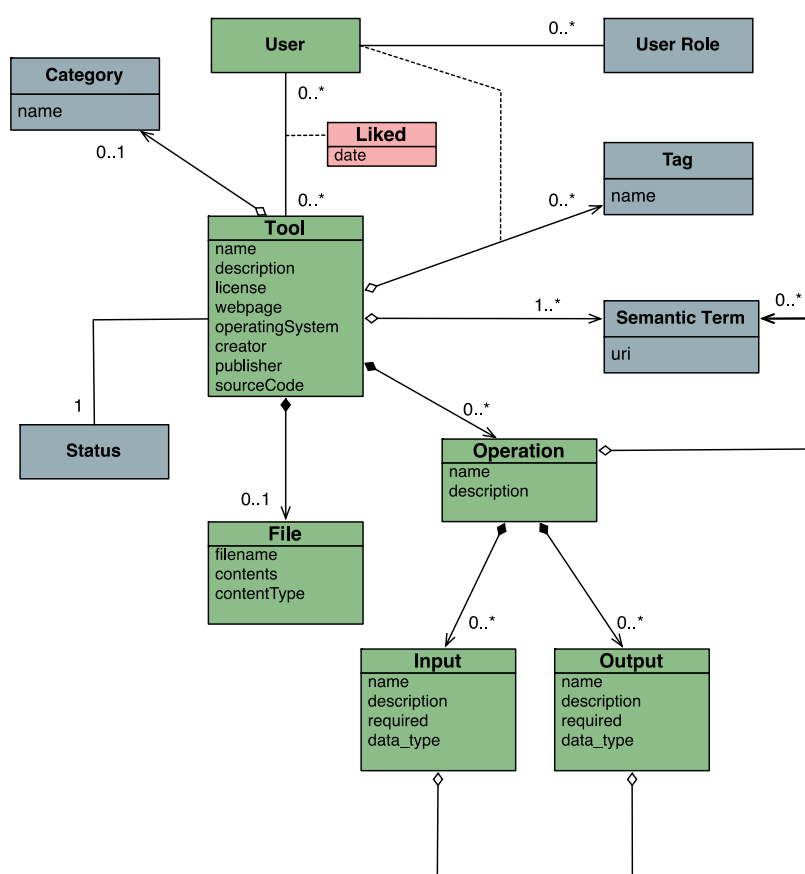 User
0..*
User Role
Category
name
0..1
0..*
Liked
date
0..*
Tag
name
0..*
Tool
name
description
license
webpage
operatingSystem
creator
publisher
sourceCode
1..*
Semantic Term
uri
0..*
1
Status
0..*
Operation
name
description
0..1
File
filename
contents
contentType
0..*
0..*
Input
name
description
required
data_type
Output
name
description
required
data_type